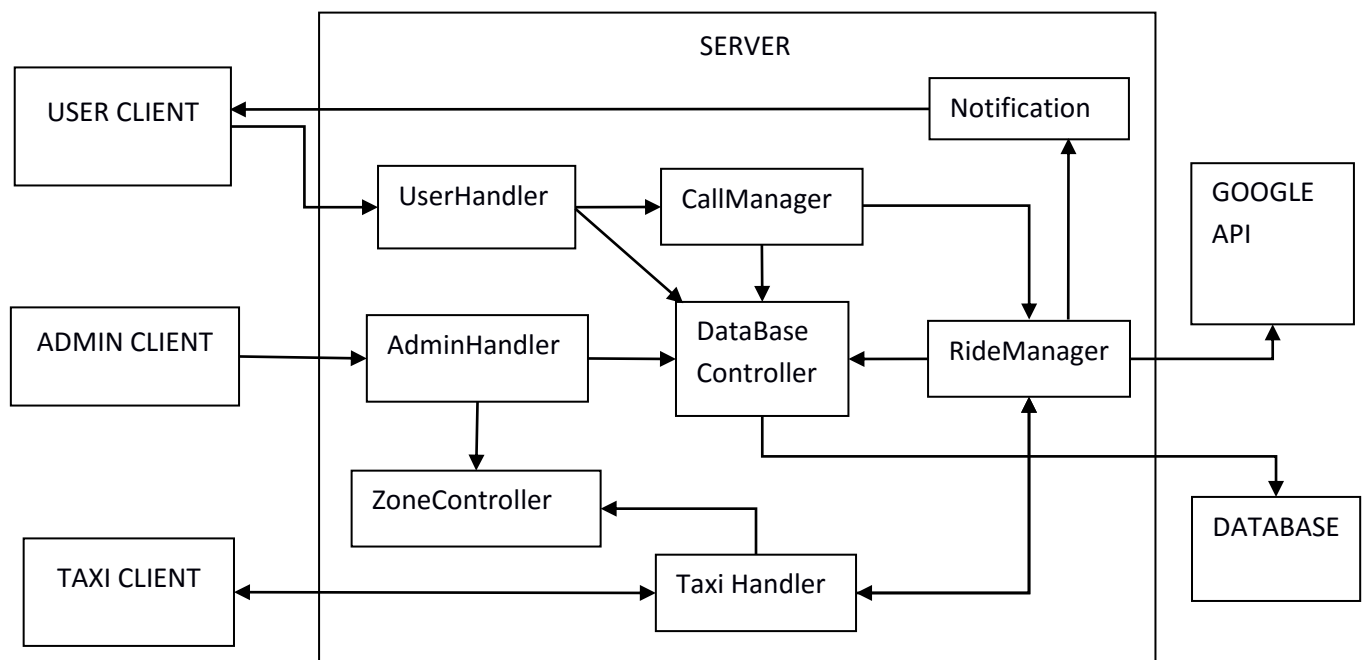 SERVER
USER CLIENT
Notification
UserHandler
CallManager
GOOGLE
API
ADMIN CLIENT
AdminHandler
DataBase
Controller
RideManager
ZoneController
DATABASE
TAXI CLIENT
Taxi Handler